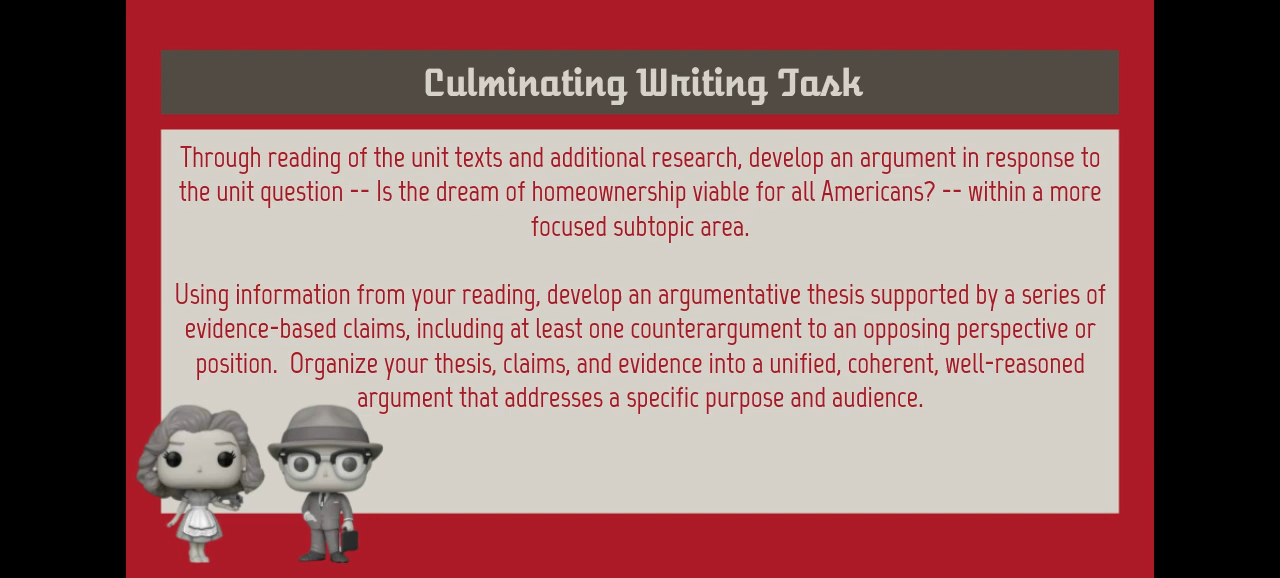 Culminating Writing Task
Through reading of the unit texts and additional research, develop an argument in response to
the unit question -- Is the dream of homeownership viable for all Americans? -- within a more
focused subtopic area.
Using information from your reading, develop an argumentative thesis supported by a series of
evidence-based claims, including at least one counterargument to an opposing perspective or
position.  Organize your thesis, claims, and evidence into a unified, coherent, well-reasoned
argument that addresses a specific purpose and audience.